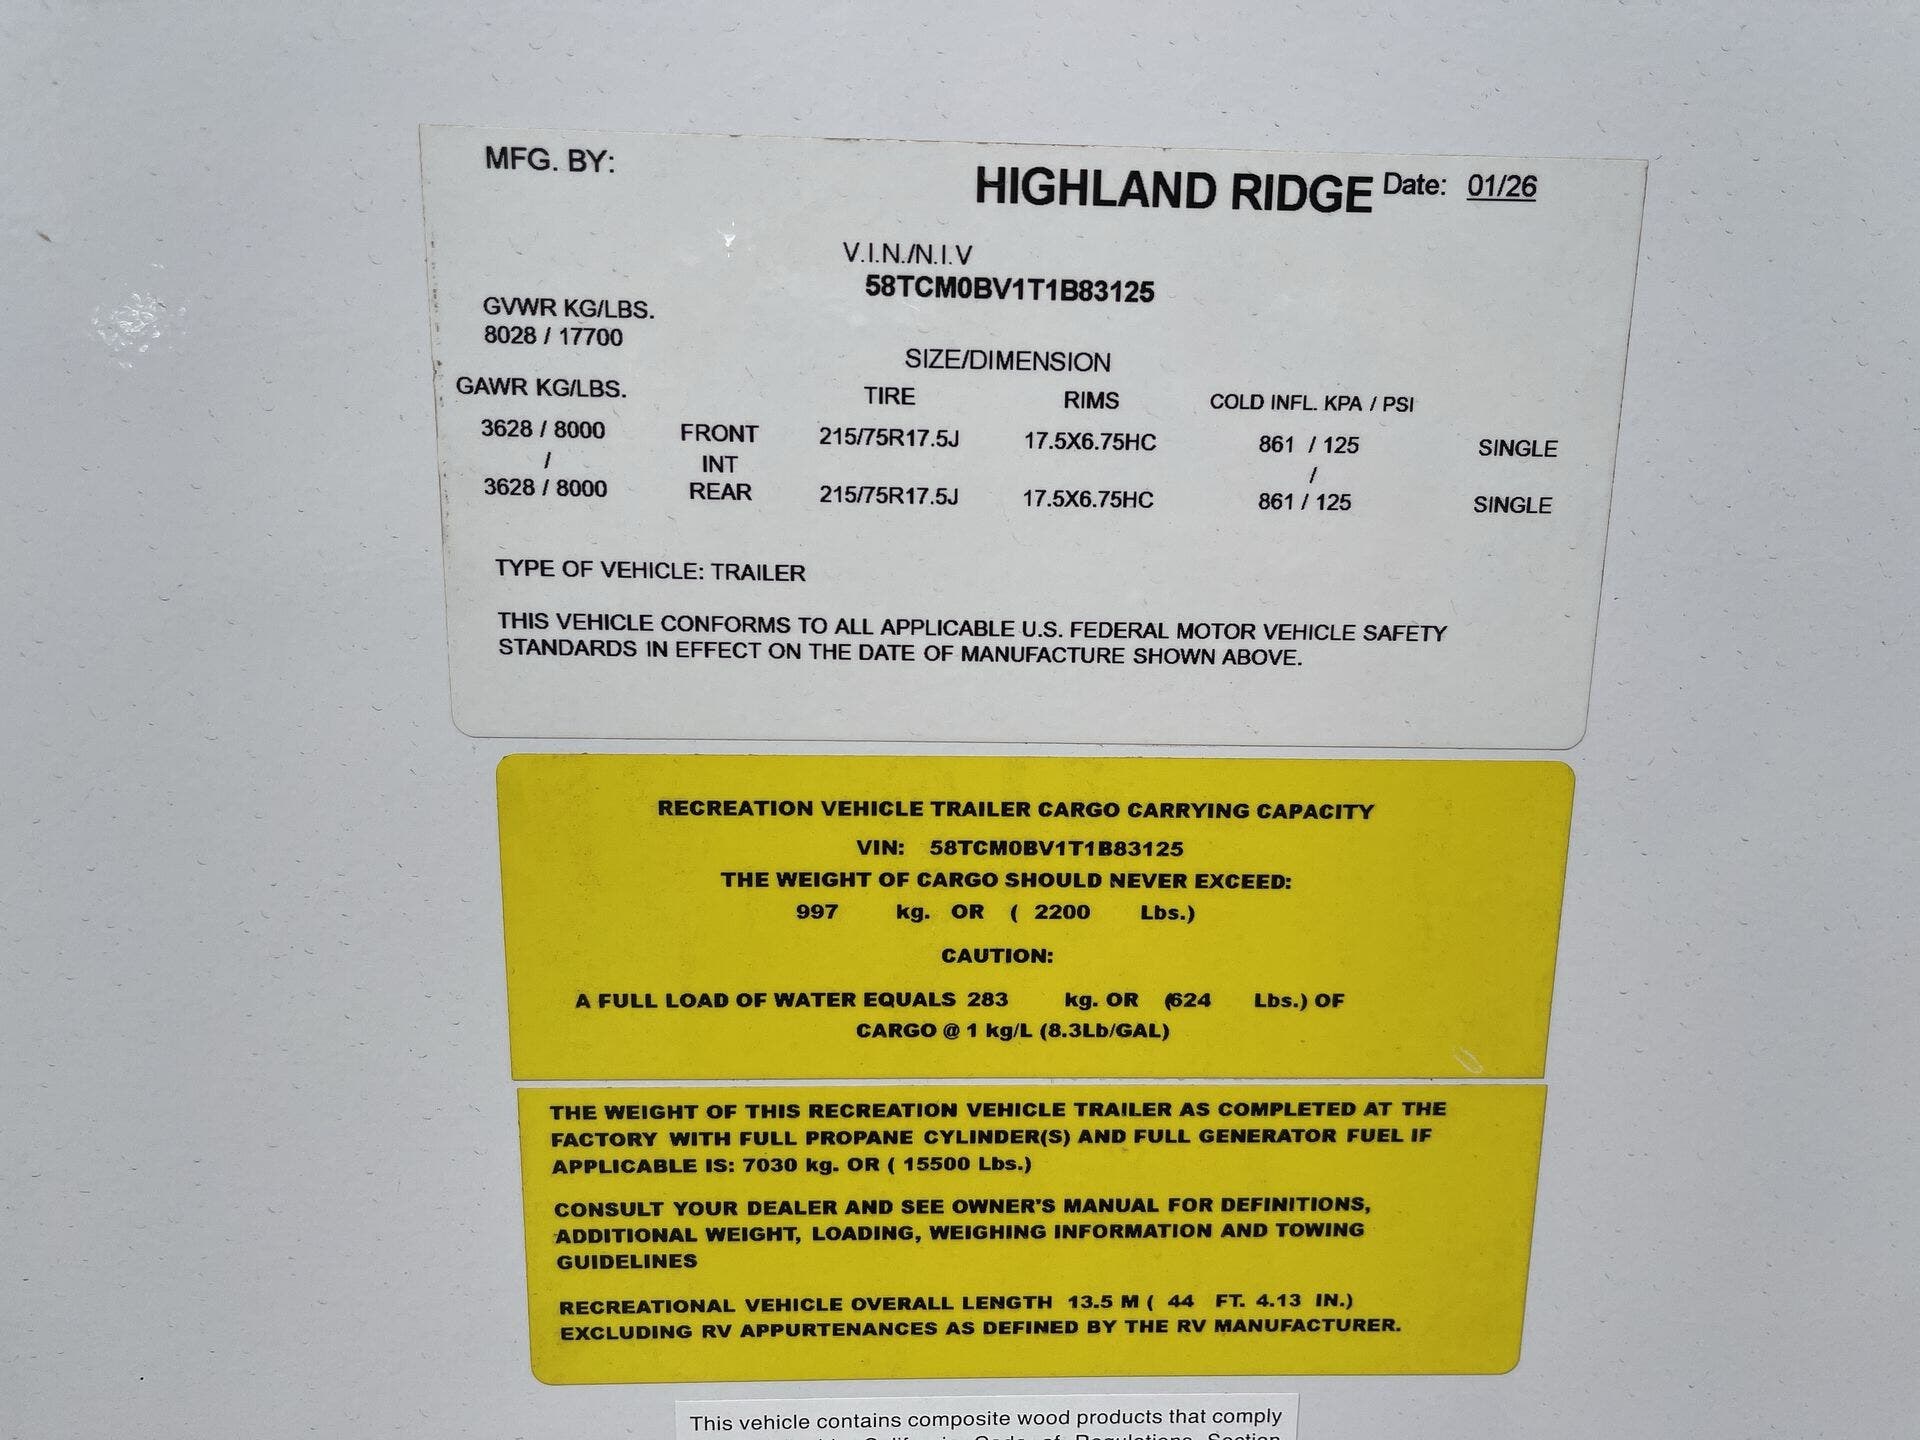 MFG. BY:
HIGHLAND RIDGE Date: 01/26
V.I.N./N.I.V
58TCM0BV1T1B83125
GVWR KG/LBS.
8028 / 17700
SIZE/DIMENSION
GAWR KG/LBS. TIRE RIMS COLD INFL. KPA / PSI
3628 / 8000 FRONT 215/75R17.5J 17.5X6.75HC 861 / 125 SINGLE
/ INT /
3628 / 8000 REAR 215/75R17.5J 17.5X6.75HC 861 / 125 SINGLE
TYPE OF VEHICLE: TRAILER
THIS VEHICLE CONFORMS TO ALL APPLICABLE U.S. FEDERAL MOTOR VEHICLE SAFETY
STANDARDS IN EFFECT ON THE DATE OF MANUFACTURE SHOWN ABOVE.
RECREATION VEHICLE TRAILER CARGO CARRYING CAPACITY
VIN: 58TCM0BV1T1B83125
THE WEIGHT OF CARGO SHOULD NEVER EXCEED:
997 kg. OR ( 2200 Lbs.)
CAUTION:
A FULL LOAD OF WATER EQUALS 283 kg. OR (624 Lbs.) OF
CARGO @ 1 kg/L (8.3Lb/GAL)
THE WEIGHT OF THIS RECREATION VEHICLE TRAILER AS COMPLETED AT THE
FACTORY WITH FULL PROPANE CYLINDER(S) AND FULL GENERATOR FUEL IF
APPLICABLE IS: 7030 kg. OR ( 15500 Lbs.)
CONSULT YOUR DEALER AND SEE OWNER'S MANUAL FOR DEFINITIONS,
ADDITIONAL WEIGHT, LOADING, WEIGHING INFORMATION AND TOWING
GUIDELINES
RECREATIONAL VEHICLE OVERALL LENGTH 13.5 M ( 44 FT. 4.13 IN.)
EXCLUDING RV APPURTENANCES AS DEFINED BY THE RV MANUFACTURER.
This vehicle contains composite wood products that comply